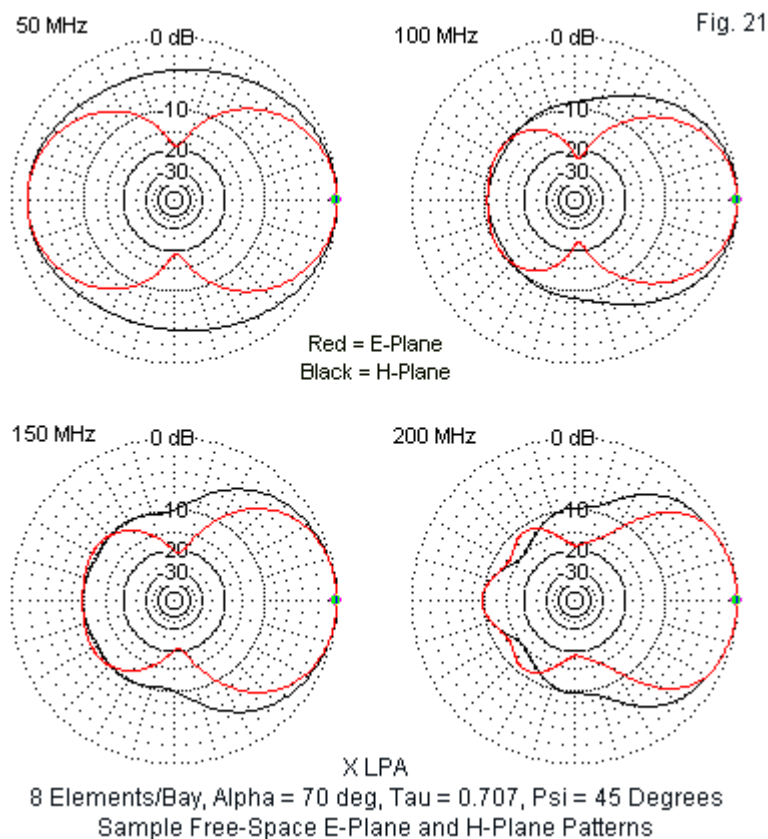 50 MHz
0 dB
100 MHz
0 dB
Fig. 21
-10
20
-30
-10
20
-30
Red = E-Plane
Black = H-Plane
150 MHz
0 dB
200 MHz
0 dB
10
20
30
10
20
30
X LPA
8 Elements/Bay, Alpha = 70 deg, Tau = 0.707, Psi = 45 Degrees
Sample Free-Space E-Plane and H-Plane Patterns